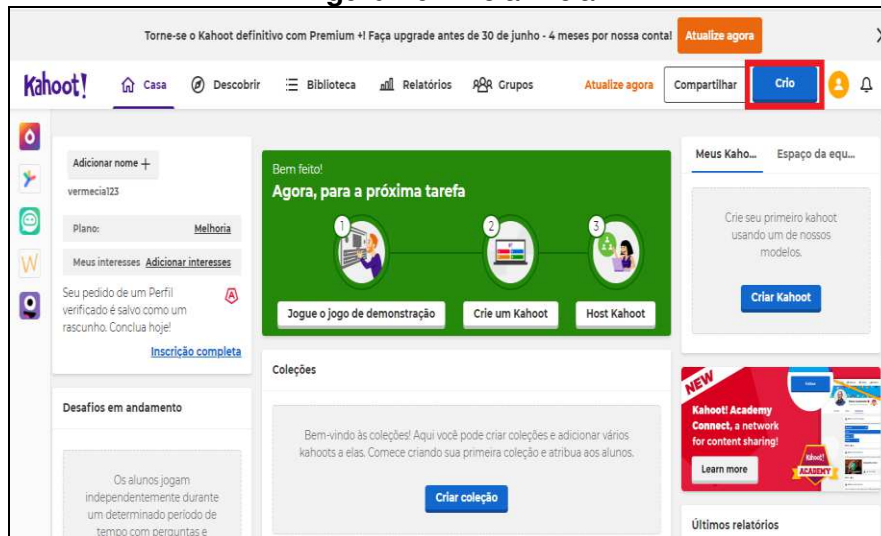 Torne-se o Kahoot definitivo com Premium +! Faça upgrade antes de 30 de junho - 4 meses por nossa conta!
Atualize agora
Kahoot!
Casa
Descobrir
Biblioteca
Relatórios
Grupos
Atualize agora
Compartilhar
Crio
Adicionar nome +
vermecia123
Plano:
Melhoria
Meus interesses
Adicionar interesses
Seu pedido de um Perfil
verificado é salvo como um
rascunho. Conclua hoje!
Inscrição completa
Desafios em andamento
Os alunos jogam
independentemente durante
um determinado período de
tempo com perguntas e
Bem feito!
Agora, para a próxima tarefa
1
2
3
Jogue o jogo de demonstração
Crie um Kahoot
Host Kahoot
Coleções
Bem-vindo às coleções! Aqui você pode criar coleções e adicionar vários
kahoots a elas. Comece criando sua primeira coleção e atribua aos alunos.
Criar coleção
Meus Kaho...
Espaço da equ...
Crie seu primeiro kahoot
usando um de nossos
modelos.
Criar Kahoot
NEW
Kahoot! Academy
Connect, a network
for content sharing!
Learn more
Kahoot!
ACADEMY
Últimos relatórios